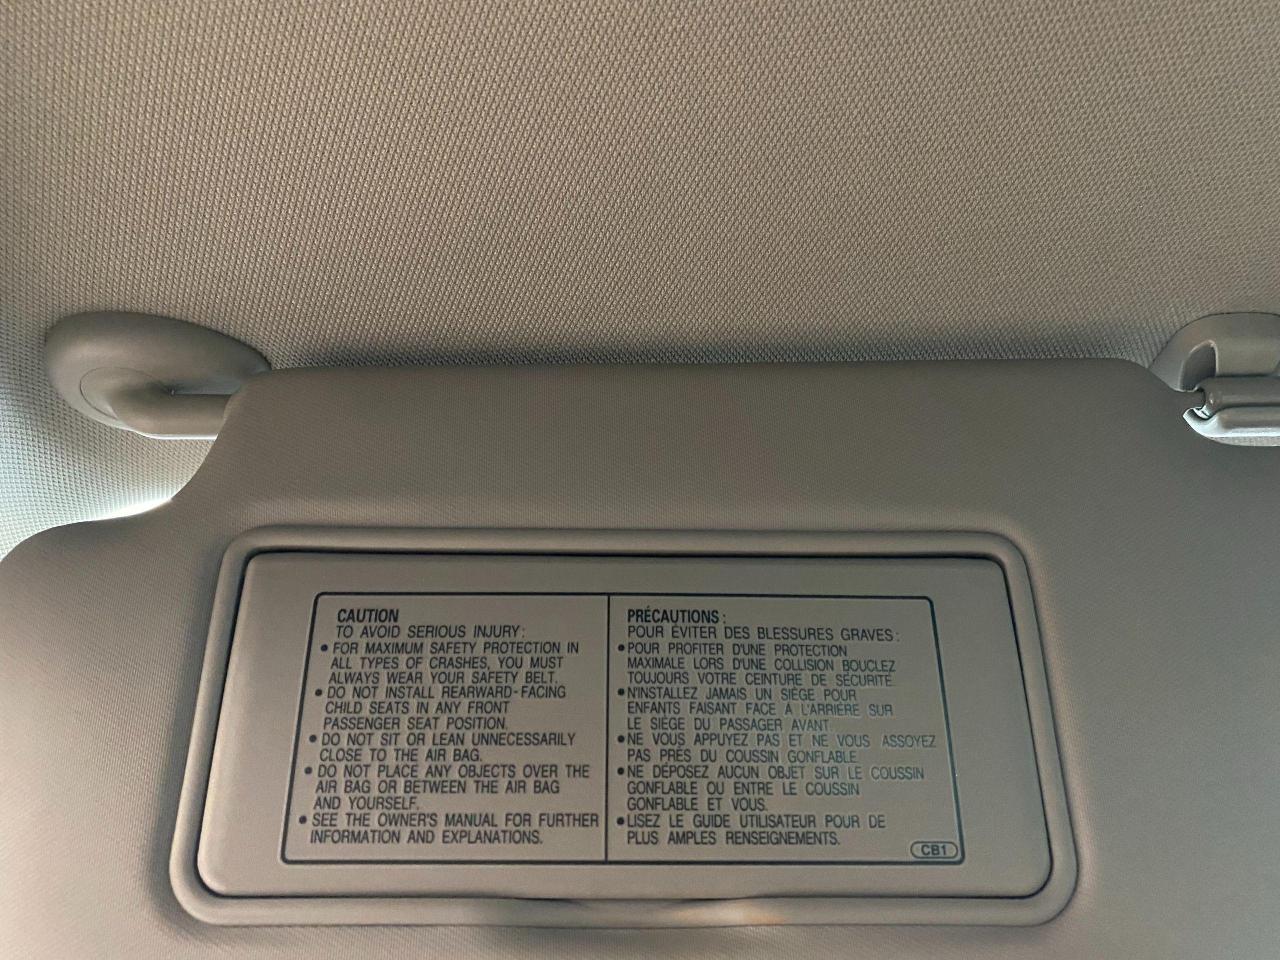 CAUTION
TO AVOID SERIOUS INJURY:
• FOR MAXIMUM SAFETY PROTECTION IN
ALL TYPES OF CRASHES, YOU MUST
ALWAYS WEAR YOUR SAFETY BELT.
• DO NOT INSTALL REARWARD-FACING
CHILD SEATS IN ANY FRONT
PASSENGER SEAT POSITION.
• DO NOT SIT OR LEAN UNNECESSARILY
CLOSE TO THE AIR BAG.
• DO NOT PLACE ANY OBJECTS OVER THE
AIR BAG OR BETWEEN THE AIR BAG
AND YOURSELF.
• SEE THE OWNER'S MANUAL FOR FURTHER
INFORMATION AND EXPLANATIONS.
PRÉCAUTIONS:
POUR ÉVITER DES BLESSURES GRAVES:
• POUR PROFITER D'UNE PROTECTION
MAXIMALE LORS D'UNE COLLISION BOUCLEZ
TOUJOURS VOTRE CEINTURE DE SÉCURITÉ.
• N'INSTALLEZ JAMAIS UN SIÈGE POUR
ENFANTS FAISANT FACE À L'ARRIÈRE SUR
LE SIÈGE DU PASSAGER AVANT.
• NE VOUS APPUYEZ PAS ET NE VOUS ASSOYEZ
PAS PRÈS DU COUSSIN GONFLABLE.
• NE DÉPOSEZ AUCUN OBJET SUR LE COUSSIN
GONFLABLE OU ENTRE LE COUSSIN
GONFLABLE ET VOUS.
• LISEZ LE GUIDE UTILISATEUR POUR DE
PLUS AMPLES RENSEIGNEMENTS.
CB1